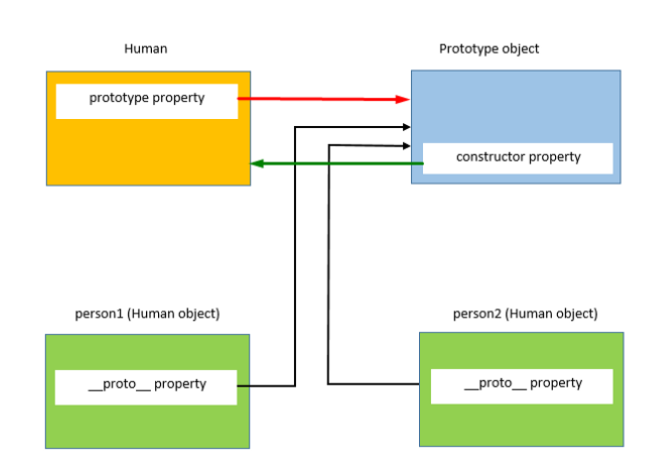 Human
Prototype object
prototype property
constructor property
person1 (Human object)
person2 (Human object)
__proto__ property
__proto__ property